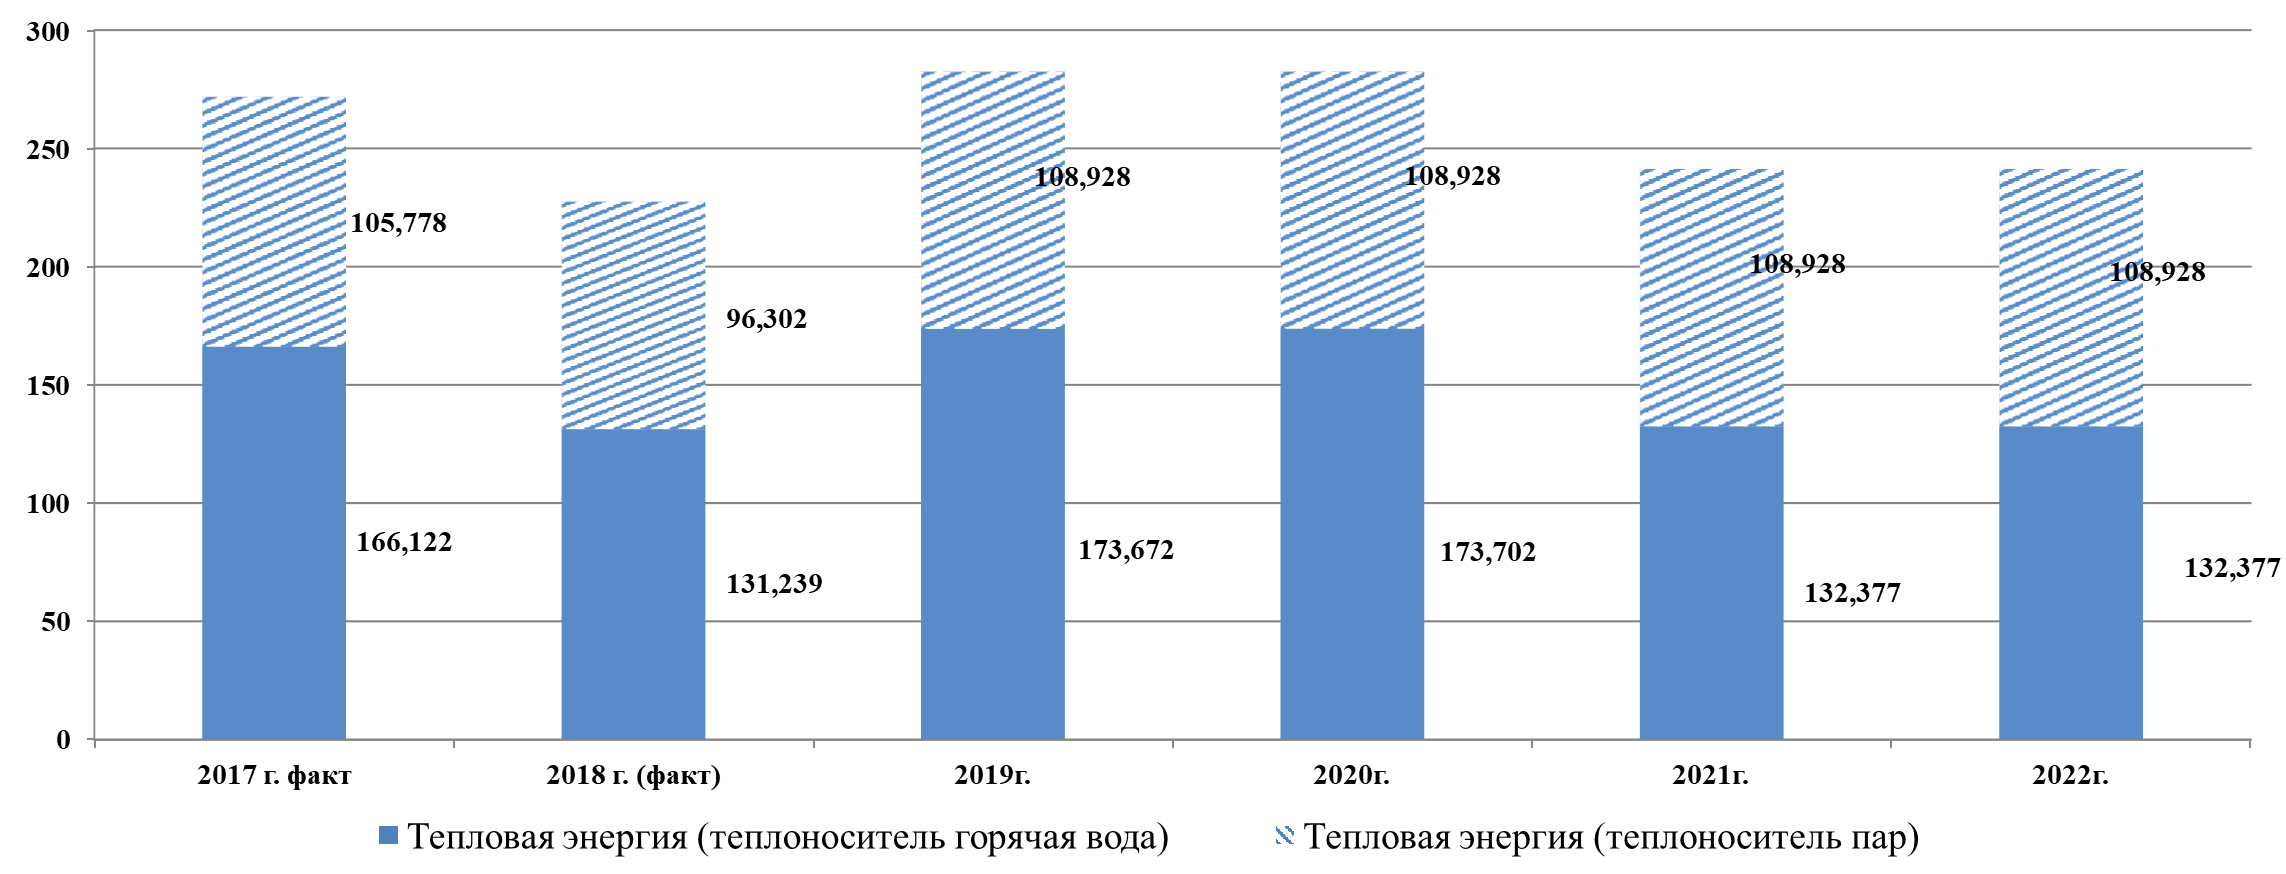 300
250
200
150
100
50
0
105,778
166,122
96,302
131,239
108,928
173,672
108,928
173,702
108,928
132,377
108,928
132,377
2017 г. факт
2018 г. (факт)
2019г.
2020г.
2021г.
2022г.
Тепловая энергия (теплоноситель горячая вода)
Тепловая энергия (теплоноситель пар)